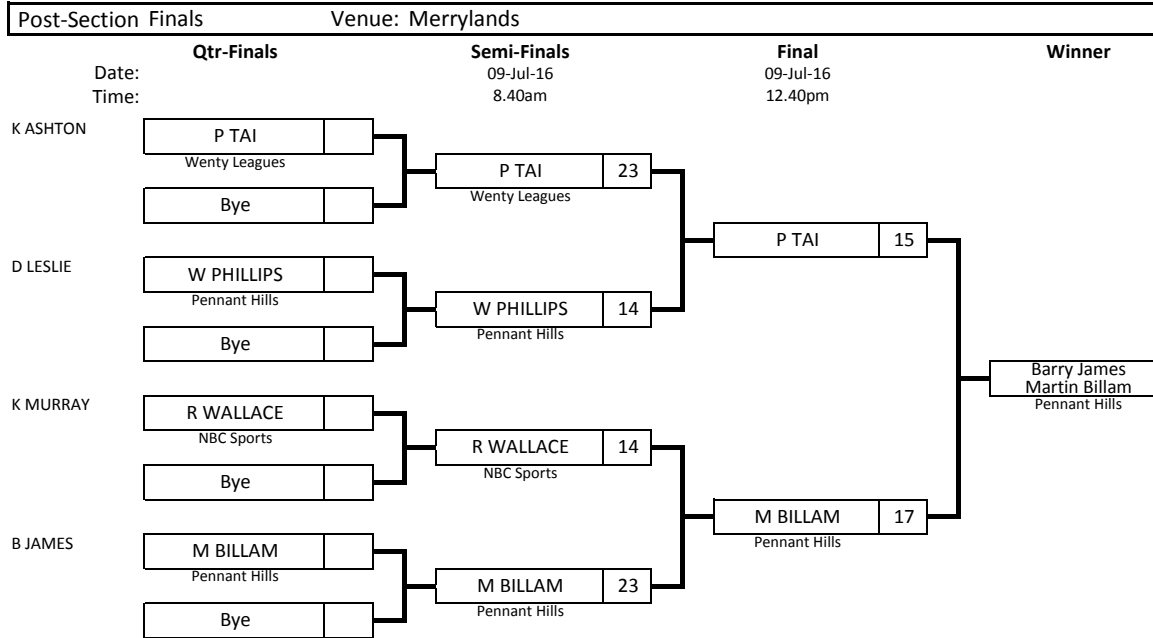 Post-Section Finals Venue: Merrylands
Qtr-Finals Semi-Finals Final Winner
Date: 09-Jul-16 09-Jul-16
Time: 8.40am 12.40pm
K ASHTON
P TAI
Wenty Leagues
P TAI 23
Wenty Leagues
Bye
P TAI 15
D LESLIE
W PHILLIPS
Pennant Hills
W PHILLIPS 14
Pennant Hills
Bye
Barry James
Martin Billam
Pennant Hills
K MURRAY
R WALLACE
NBC Sports
R WALLACE 14
NBC Sports
Bye
M BILLAM 17
Pennant Hills
B JAMES
M BILLAM
Pennant Hills
M BILLAM 23
Pennant Hills
Bye